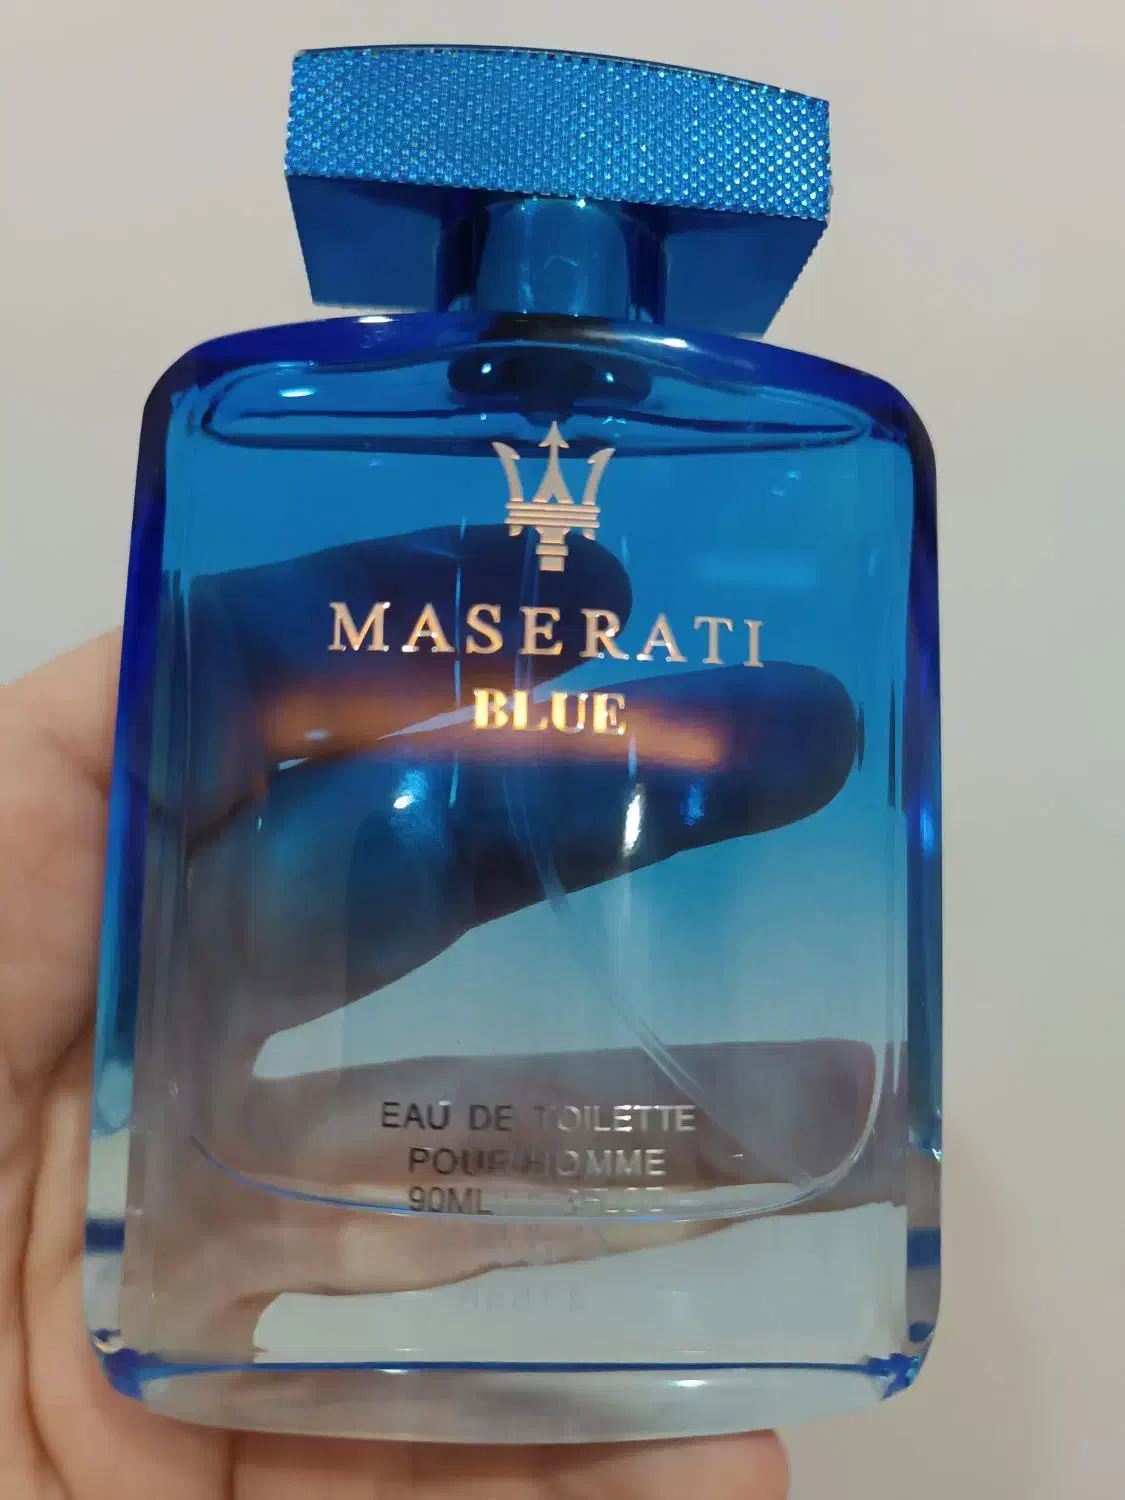 MASERATI
BLUE
EAU DE TOILETTE
POUR HOMME
90ML